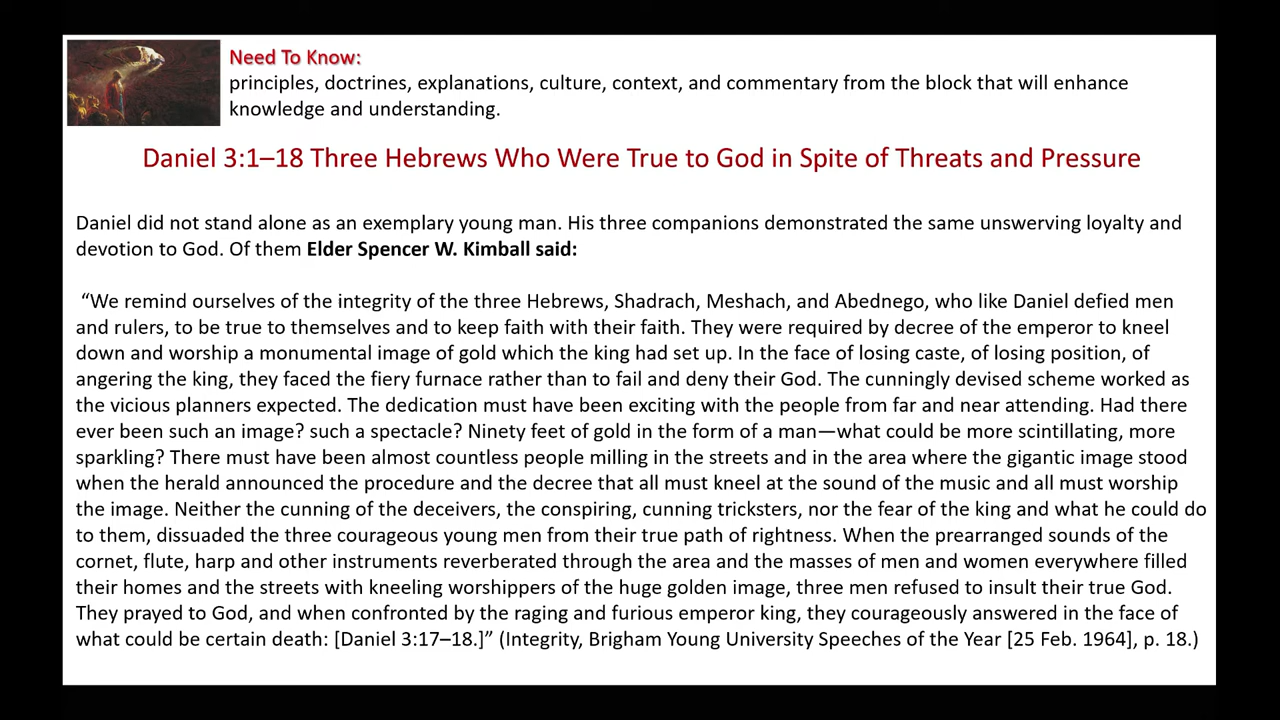 Need To Know:
principles, doctrines, explanations, culture, context, and commentary from the block that will enhance
knowledge and understanding.
Daniel 3:1–18 Three Hebrews Who Were True to God in Spite of Threats and Pressure
Daniel did not stand alone as an exemplary young man. His three companions demonstrated the same unswerving loyalty and
devotion to God. Of them Elder Spencer W. Kimball said:
“We remind ourselves of the integrity of the three Hebrews, Shadrach, Meshach, and Abednego, who like Daniel defied men
and rulers, to be true to themselves and to keep faith with their faith. They were required by decree of the emperor to kneel
down and worship a monumental image of gold which the king had set up. In the face of losing caste, of losing position, of
angering the king, they faced the fiery furnace rather than to fail and deny their God. The cunningly devised scheme worked as
the vicious planners expected. The dedication must have been exciting with the people from far and near attending. Had there
ever been such an image? such a spectacle? Ninety feet of gold in the form of a man—what could be more scintillating, more
sparkling? There must have been almost countless people milling in the streets and in the area where the gigantic image stood
when the herald announced the procedure and the decree that all must kneel at the sound of the music and all must worship
the image. Neither the cunning of the deceivers, the conspiring, cunning tricksters, nor the fear of the king and what he could do
to them, dissuaded the three courageous young men from their true path of rightness. When the prearranged sounds of the
cornet, flute, harp and other instruments reverberated through the area and the masses of men and women everywhere filled
their homes and the streets with kneeling worshippers of the huge golden image, three men refused to insult their true God.
They prayed to God, and when confronted by the raging and furious emperor king, they courageously answered in the face of
what could be certain death: [Daniel 3:17–18.]” (Integrity, Brigham Young University Speeches of the Year [25 Feb. 1964], p. 18.)